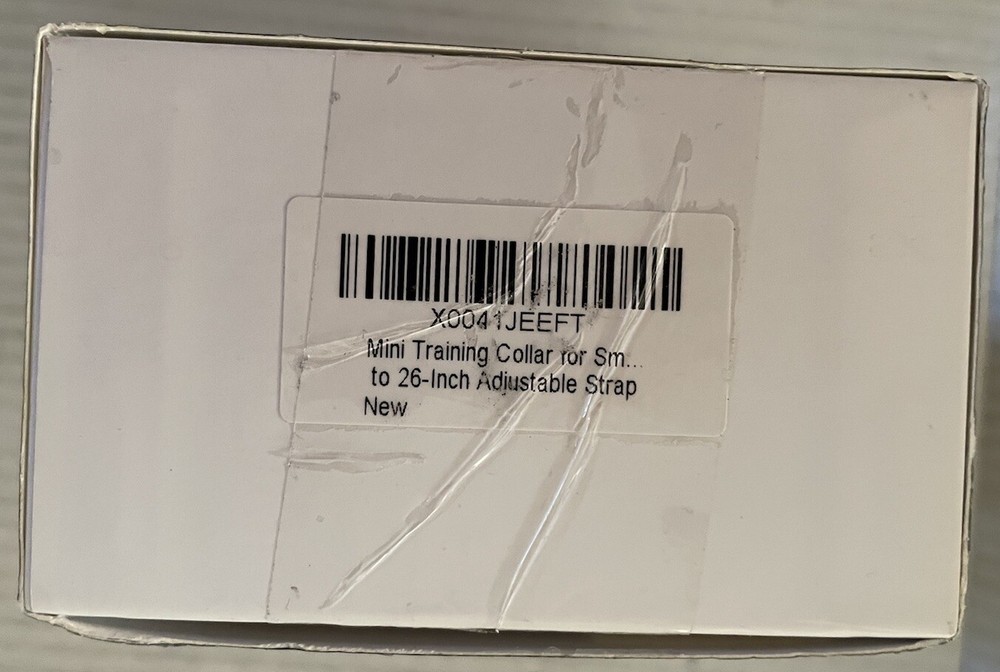 X0041JEEFT
Mini Training Collar for Sm...
to 26-Inch Adjustable Strap
New